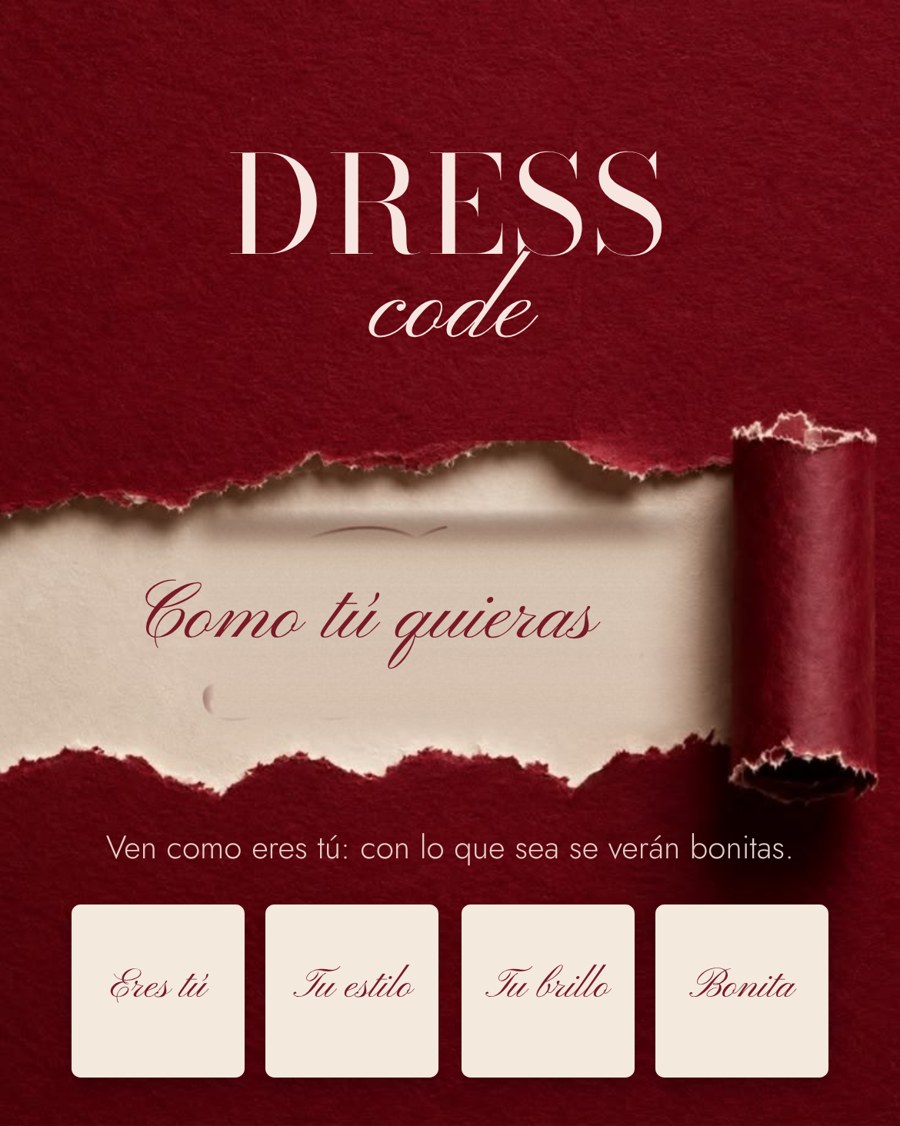 DRESS
code
Como tú quieras
Ven como eres tú: con lo que sea se verán bonitas.
Eres tú
Tu estilo
Tu brillo
Bonita